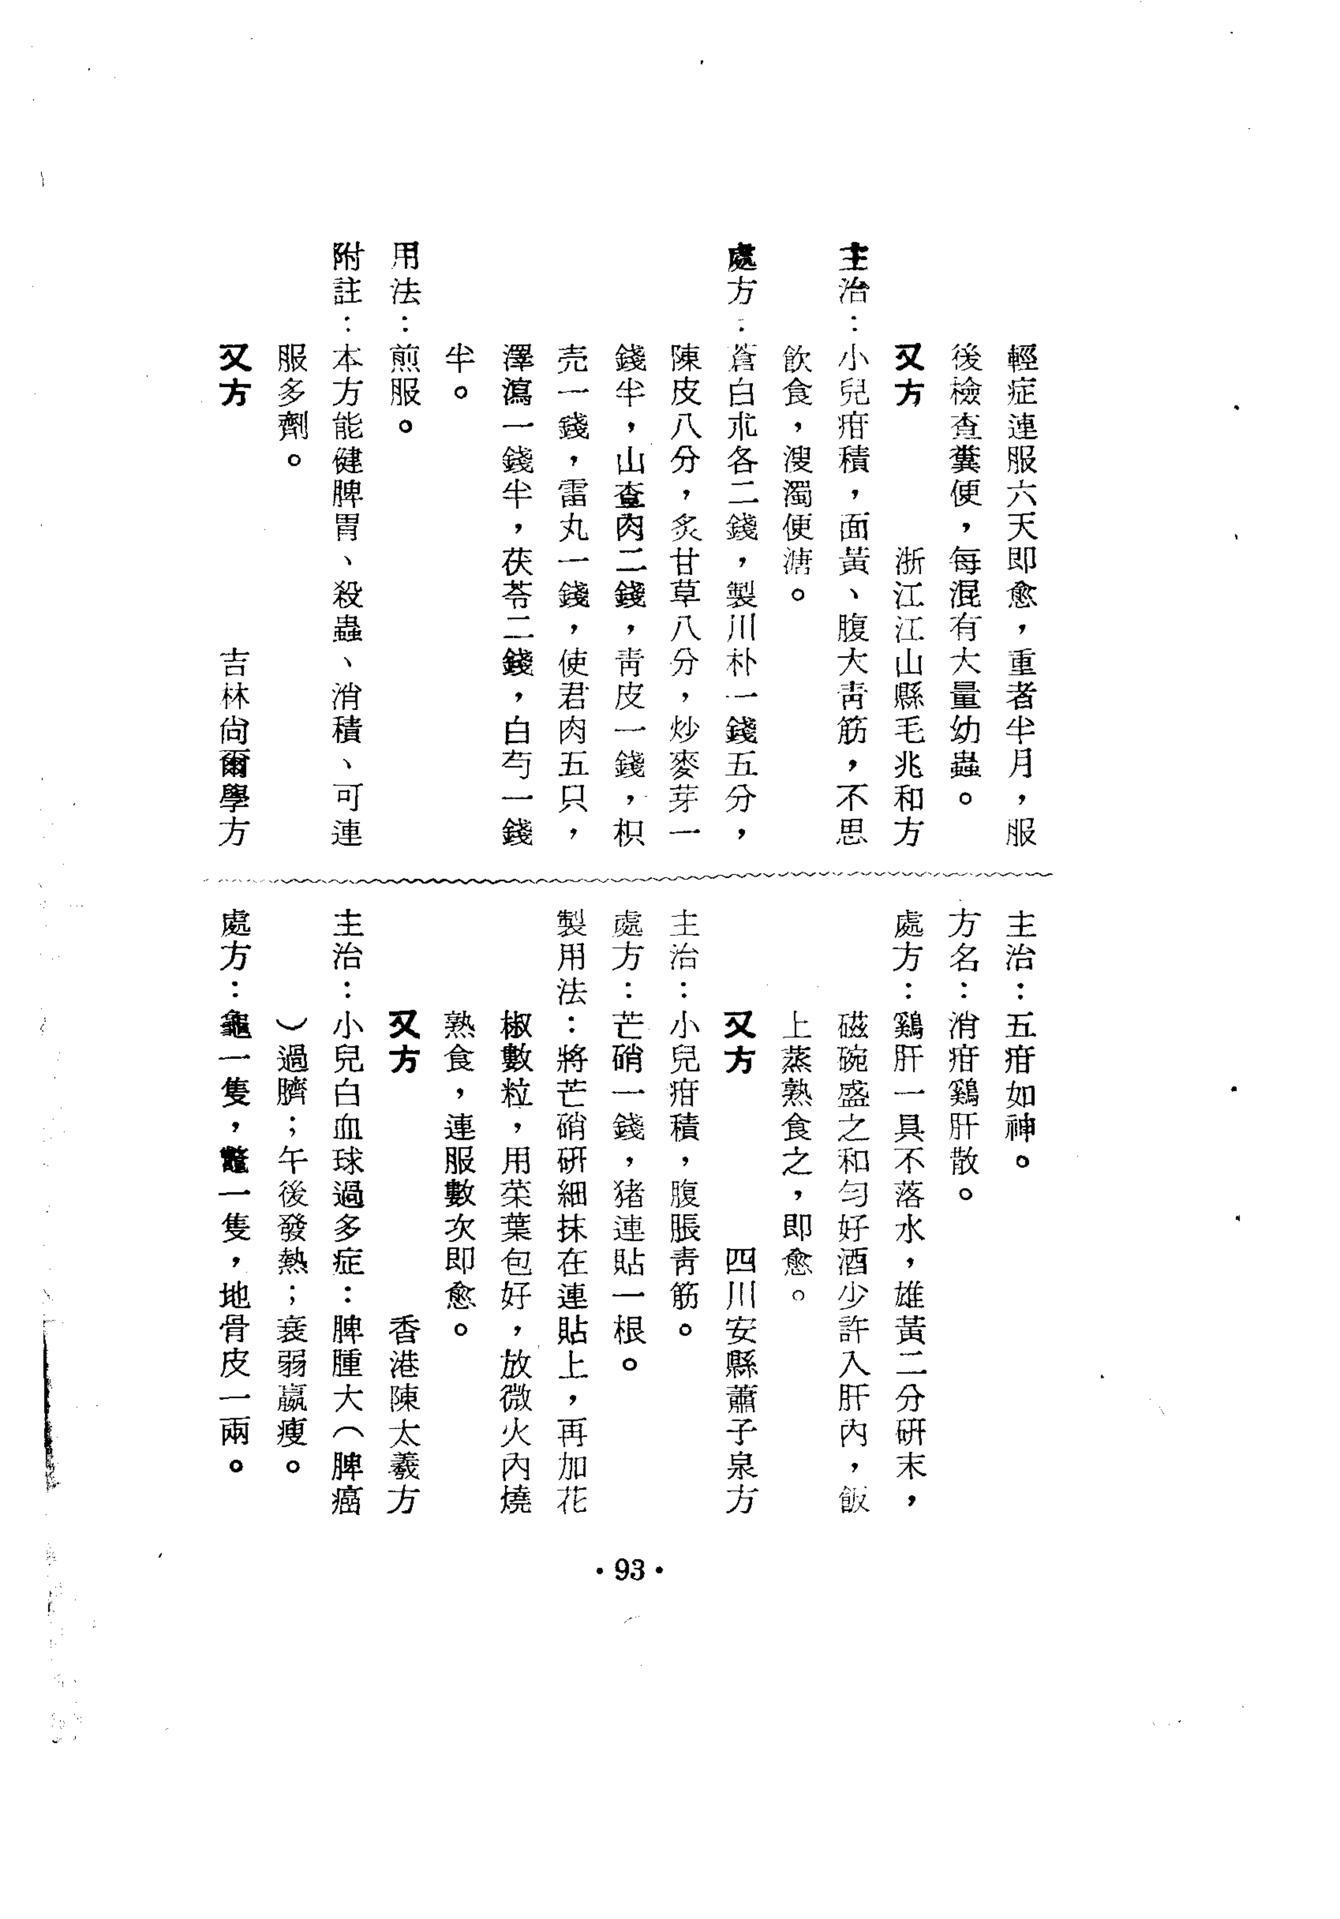 輕症連服六天即愈，重者半月，服
後檢查糞便，每混有大量幼蟲。
又方　浙江江山縣毛兆和方
主治：小兒疳積，面黃、腹大青筋，不思
飲食，溲濁便溏。
處方：蒼白朮各二錢，製川朴一錢五分，
陳皮八分，炙甘草八分，炒麥芽一
錢半，山查肉二錢，青皮一錢，枳
壳一錢，雷丸一錢，使君肉五只，
澤瀉一錢半，茯苓二錢，白芍一錢
半。
用法：煎服。
附註：本方能健脾胃、殺蟲、消積、可連
服多劑。
又方　吉林尙爾學方
主治：五疳如神。
方名：消疳鷄肝散。
處方：鷄肝一具不落水，雄黃二分研末，
磁碗盛之和勻好酒少許入肝內，飯
上蒸熟食之，即愈。
又方　四川安縣蕭子泉方
主治：小兒疳積，腹脹青筋。
處方：芒硝一錢，猪連貼一根。
製用法：將芒硝研細抹在連貼上，再加花
椒數粒，用菜葉包好，放微火內燒
熟食，連服數次即愈。
又方　香港陳太羲方
主治：小兒白血球過多症：脾腫大（脾癌
）過臍；午後發熱；衰弱羸瘦。
處方：龜一隻，鱉一隻，地骨皮一兩。
·93·